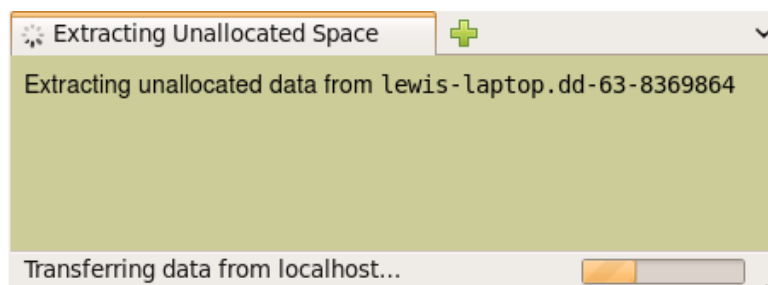 Extracting Unallocated Space
Extracting unallocated data from lewis-laptop.dd-63-8369864
Transferring data from localhost...